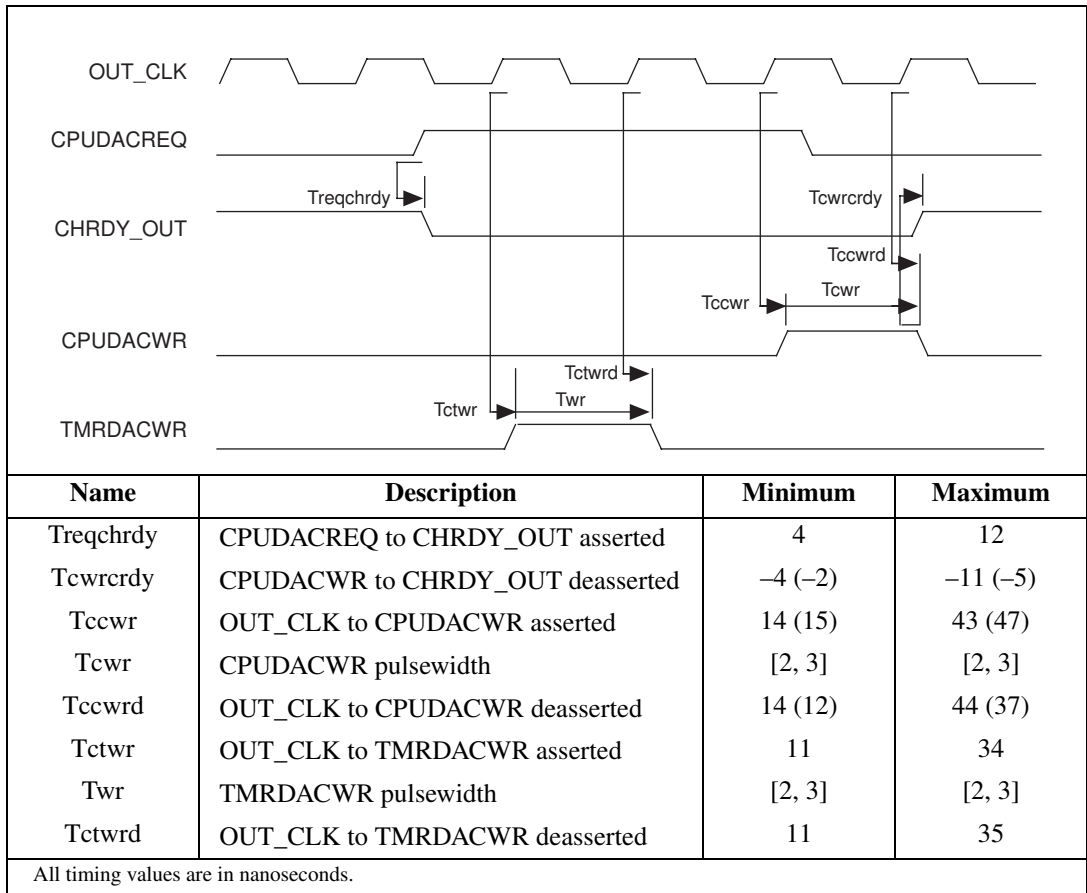 OUT_CLK
CPUDACREQ
Treqchrdy
Tcwrcrdy
CHRDY_OUT
Tccwrd
Tccwr
Tcwr
CPUDACWR
Tctwrd
Tctwr
Twr
TMRDACWR
Name Description Minimum Maximum
Treqchrdy CPUDACREQ to CHRDY_OUT asserted 4 12
Tcwrcrdy CPUDACWR to CHRDY_OUT deasserted –4 (–2) –11 (–5)
Tccwr OUT_CLK to CPUDACWR asserted 14 (15) 43 (47)
Tcwr CPUDACWR pulsewidth [2, 3] [2, 3]
Tccwrd OUT_CLK to CPUDACWR deasserted 14 (12) 44 (37)
Tctwr OUT_CLK to TMRDACWR asserted 11 34
Twr TMRDACWR pulsewidth [2, 3] [2, 3]
Tctwrd OUT_CLK to TMRDACWR deasserted 11 35
All timing values are in nanoseconds.